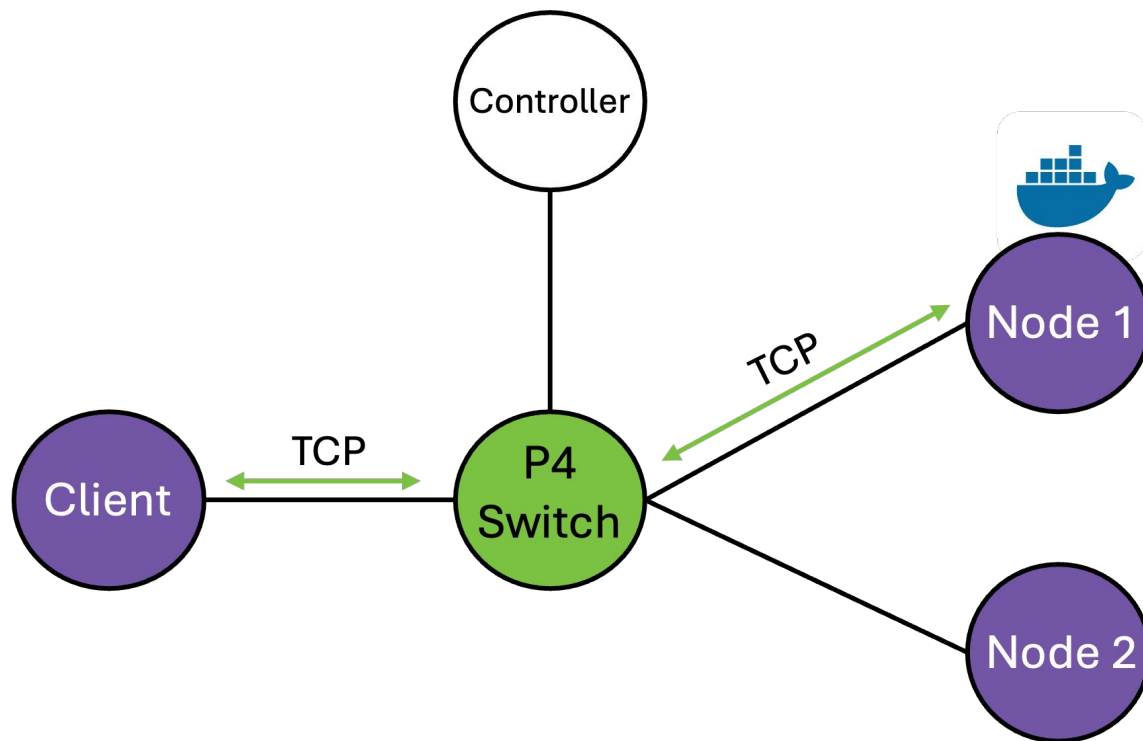 Controller
Node 1
TCP
TCP
P4
Switch
Client
Node 2